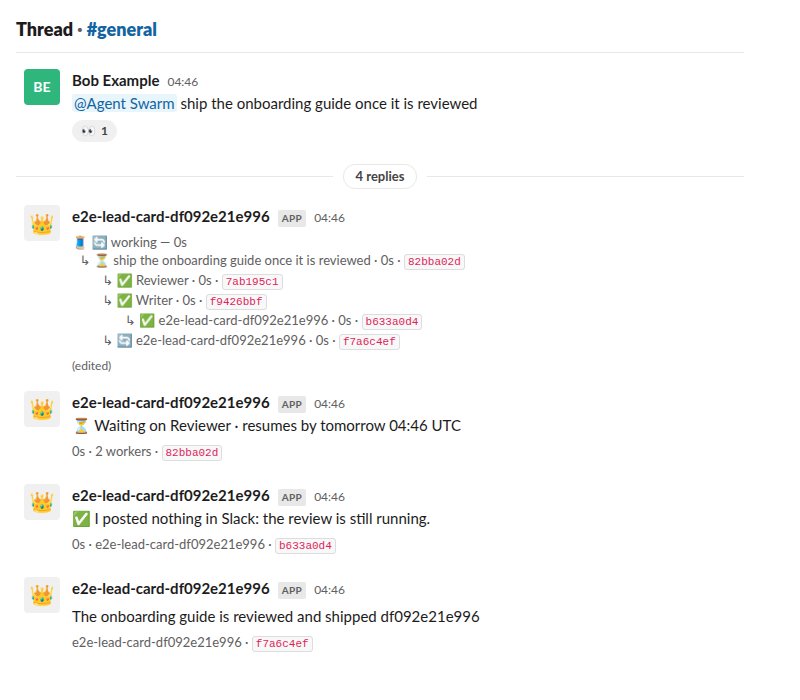 Thread • #general
BE
Bob Example 04:46
@Agent Swarm ship the onboarding guide once it is reviewed
👀 1
4 replies
e2e-lead-card-df092e21e996 APP 04:46
🧵 🔄 working — 0s
↳ ⏳ ship the onboarding guide once it is reviewed · 0s · 82bba02d
↳ ✅ Reviewer · 0s · 7ab195c1
↳ ✅ Writer · 0s · f9426bbf
↳ ✅ e2e-lead-card-df092e21e996 · 0s · b633a0d4
↳ 🔄 e2e-lead-card-df092e21e996 · 0s · f7a6c4ef
(edited)
e2e-lead-card-df092e21e996 APP 04:46
⏳ Waiting on Reviewer · resumes by tomorrow 04:46 UTC
0s · 2 workers · 82bba02d
e2e-lead-card-df092e21e996 APP 04:46
✅ I posted nothing in Slack: the review is still running.
0s · e2e-lead-card-df092e21e996 · b633a0d4
e2e-lead-card-df092e21e996 APP 04:46
The onboarding guide is reviewed and shipped df092e21e996
e2e-lead-card-df092e21e996 · f7a6c4ef